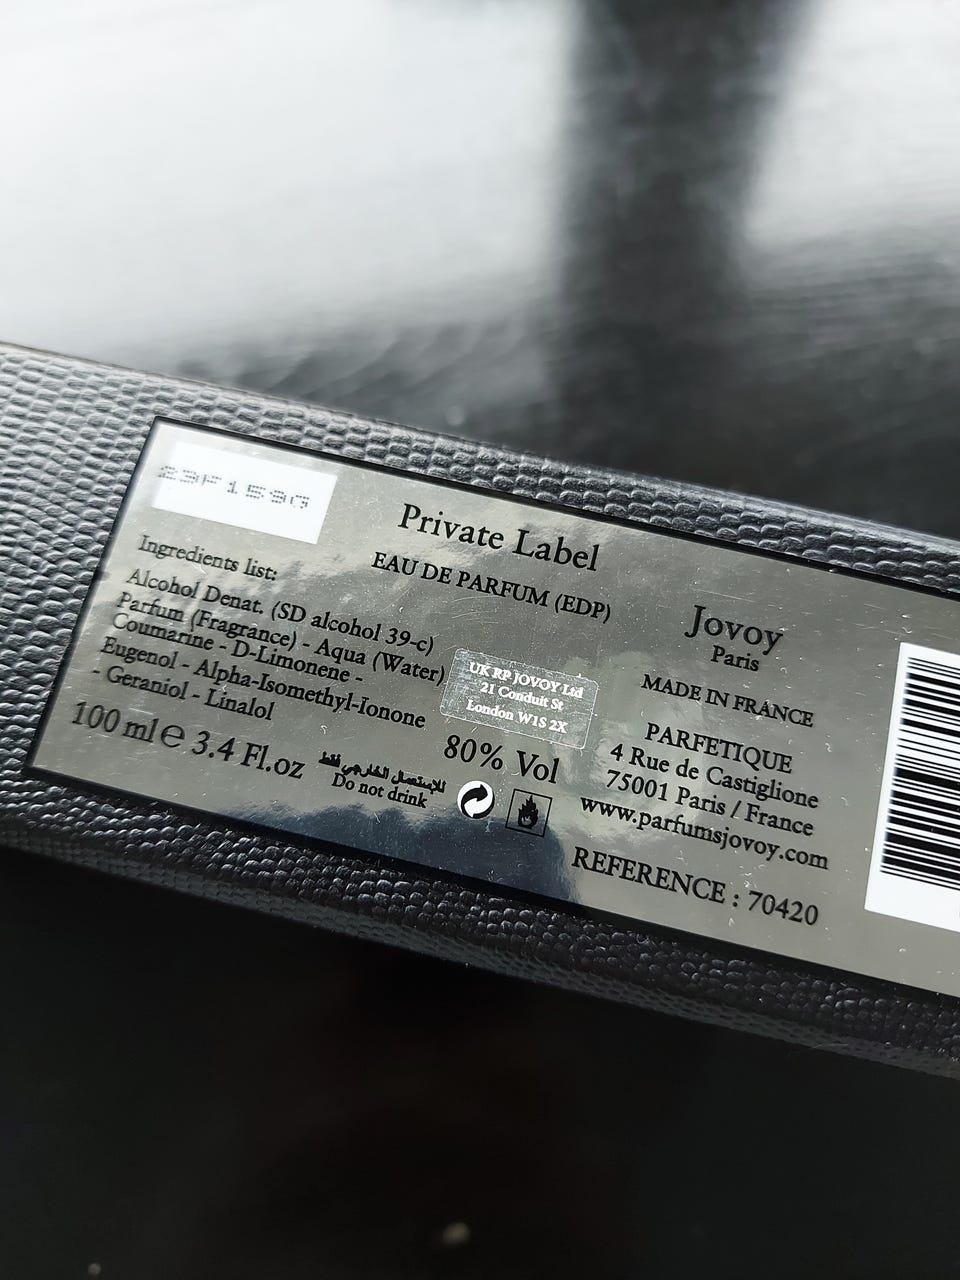 23F159G
Private Label
EAU DE PARFUM (EDP)
Ingredients list:
Alcohol Denat. (SD alcohol 39-c)
Parfum (Fragrance) - Aqua (Water)
Coumarine - D-Limonene -
Eugenol - Alpha-Isomethyl-Ionone
- Geraniol - Linalol
100 ml ℮ 3.4 Fl.oz
للإستعمال الخارجي فقط
Do not drink
UK RP JOVOY Ltd
21 Conduit St
London W1S 2X
80% Vol
Jovoy
Paris
MADE IN FRANCE
PARFETIQUE
4 Rue de Castiglione
75001 Paris / France
www.parfumsjovoy.com
REFERENCE : 70420